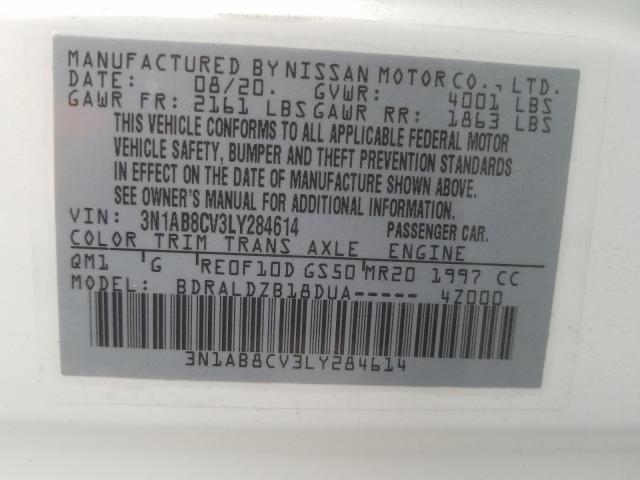 MANUFACTURED BY NISSAN MOTOR CO., LTD.
DATE: 08/20. GVWR: 4001 LBS
GAWR FR: 2161 LBS GAWR RR: 1863 LBS
THIS VEHICLE CONFORMS TO ALL APPLICABLE FEDERAL MOTOR
VEHICLE SAFETY, BUMPER AND THEFT PREVENTION STANDARDS
IN EFFECT ON THE DATE OF MANUFACTURE SHOWN ABOVE.
SEE OWNER'S MANUAL FOR ADDITIONAL INFORMATION.
VIN: 3N1AB8CV3LY284614 PASSENGER CAR.
COLOR TRIM TRANS AXLE ENGINE
QM1 G RE0F10D GS50 MR20 1997 CC
MODEL: BDRALDZB18DUA----- 4Z000
3N1AB8CV3LY284614